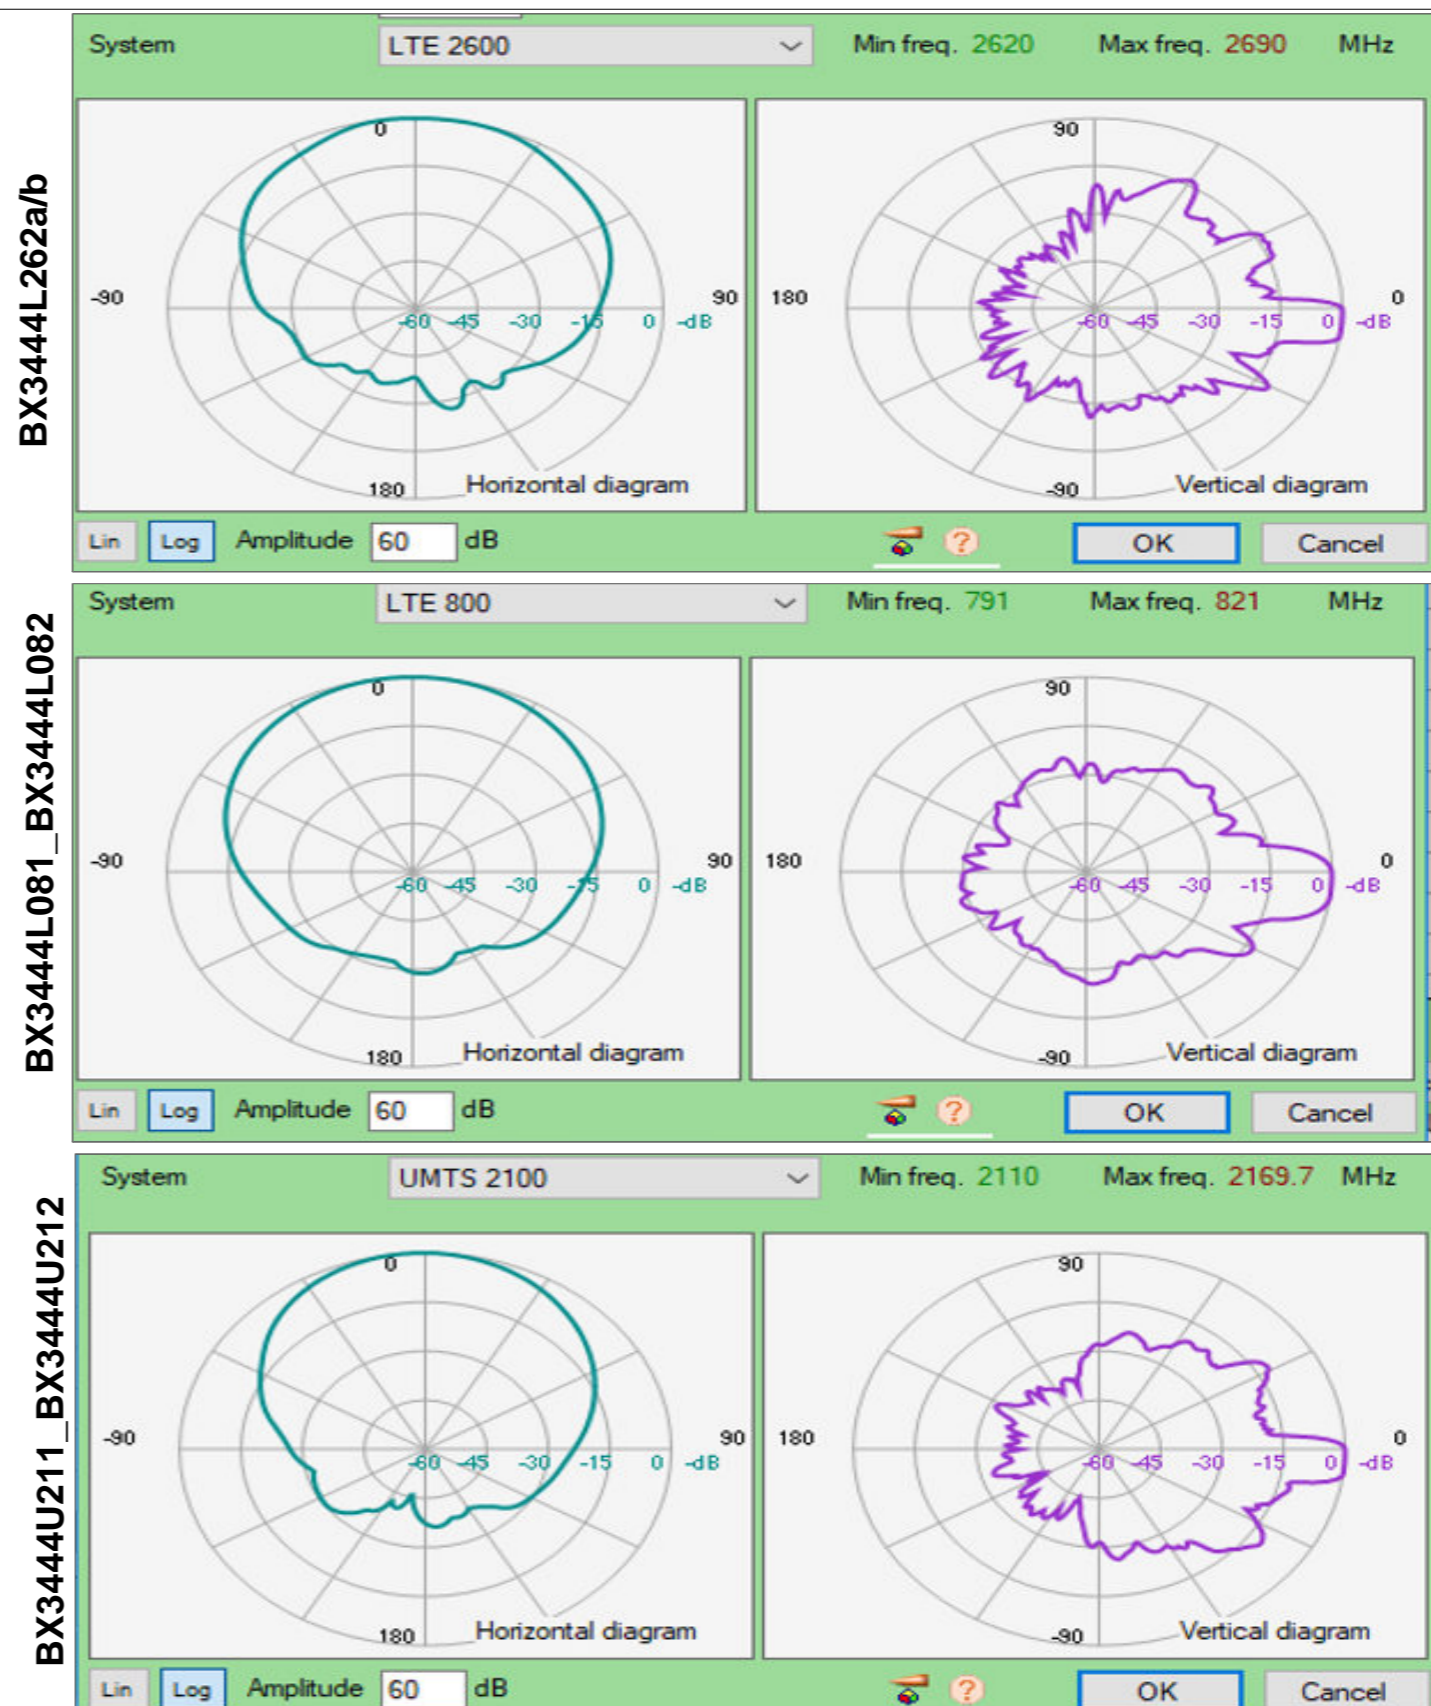 BX3444L262a/b
System LTE 2600 Min freq. 2620 Max freq. 2690 MHz
0
-90 90
-60 -45 -30 -15 0 -dB
180 Horizontal diagram
90
180 0
-60 -45 -30 -15 0 -dB
-90 Vertical diagram
Lin Log Amplitude 60 dB ? OK Cancel
BX3444L081_BX3444L082
System LTE 800 Min freq. 791 Max freq. 821 MHz
0
-90 90
-60 -45 -30 -15 0 -dB
180 Horizontal diagram
90
180 0
-60 -45 -30 -15 0 -dB
-90 Vertical diagram
Lin Log Amplitude 60 dB ? OK Cancel
BX3444U211_BX3444U212
System UMTS 2100 Min freq. 2110 Max freq. 2169.7 MHz
0
-90 90
-60 -45 -30 -15 0 -dB
180 Horizontal diagram
90
180 0
-60 -45 -30 -15 0 -dB
-90 Vertical diagram
Lin Log Amplitude 60 dB ? OK Cancel